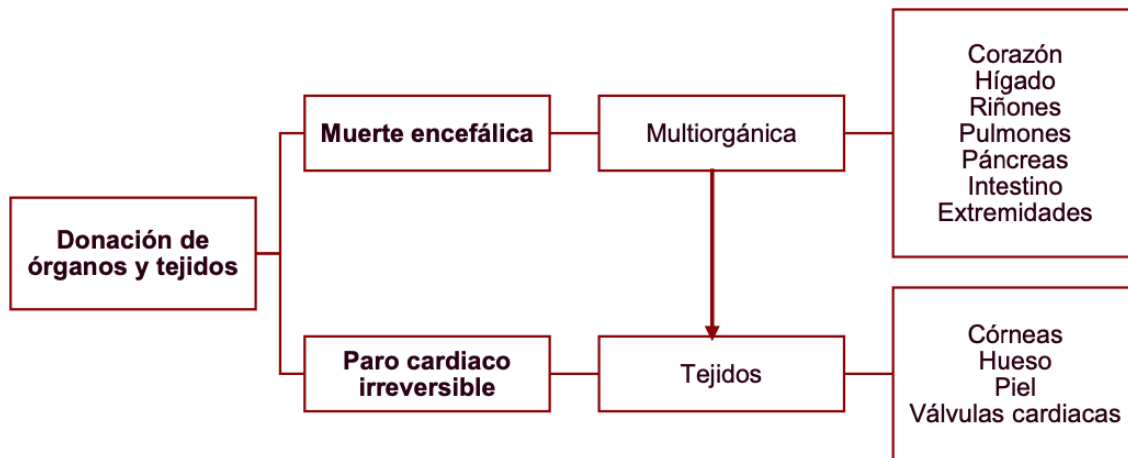 Donación de
órganos y tejidos
Muerte encefálica
Multiorgánica
Corazón
Hígado
Riñones
Pulmones
Páncreas
Intestino
Extremidades
Paro cardiaco
irreversible
Tejidos
Córneas
Hueso
Piel
Válvulas cardiacas